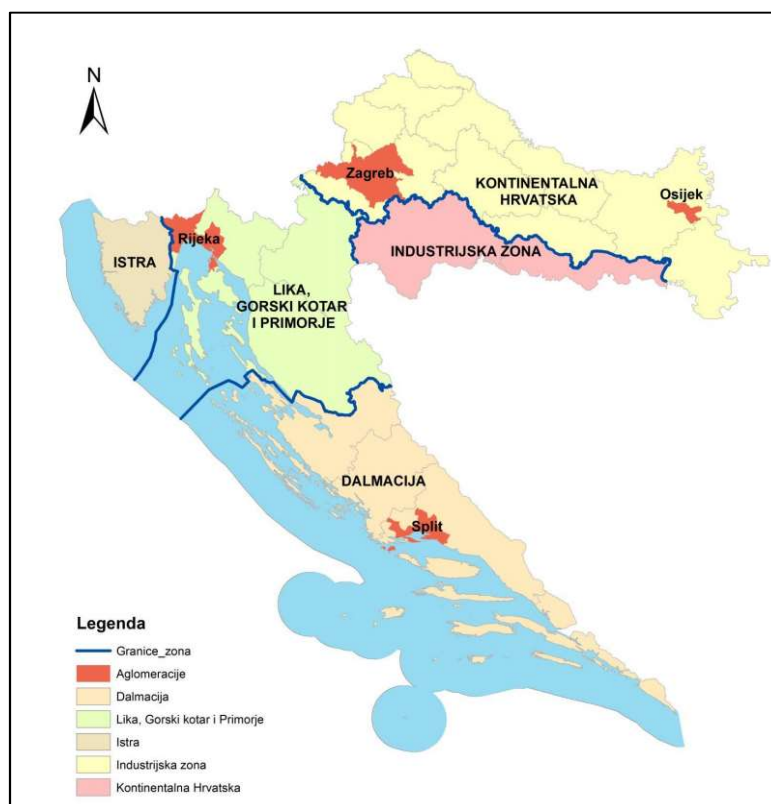 N
Zagreb
KONTINENTALNA
HRVATSKA
Osijek
Rijeka
ISTRA
INDUSTRIJSKA ZONA
LIKA,
GORSKI KOTAR
I PRIMORJE
DALMACIJA
Split
Legenda
Granice_zona
Aglomeracije
Dalmacija
Lika, Gorski kotar i Primorje
Istra
Industrijska zona
Kontinentalna Hrvatska